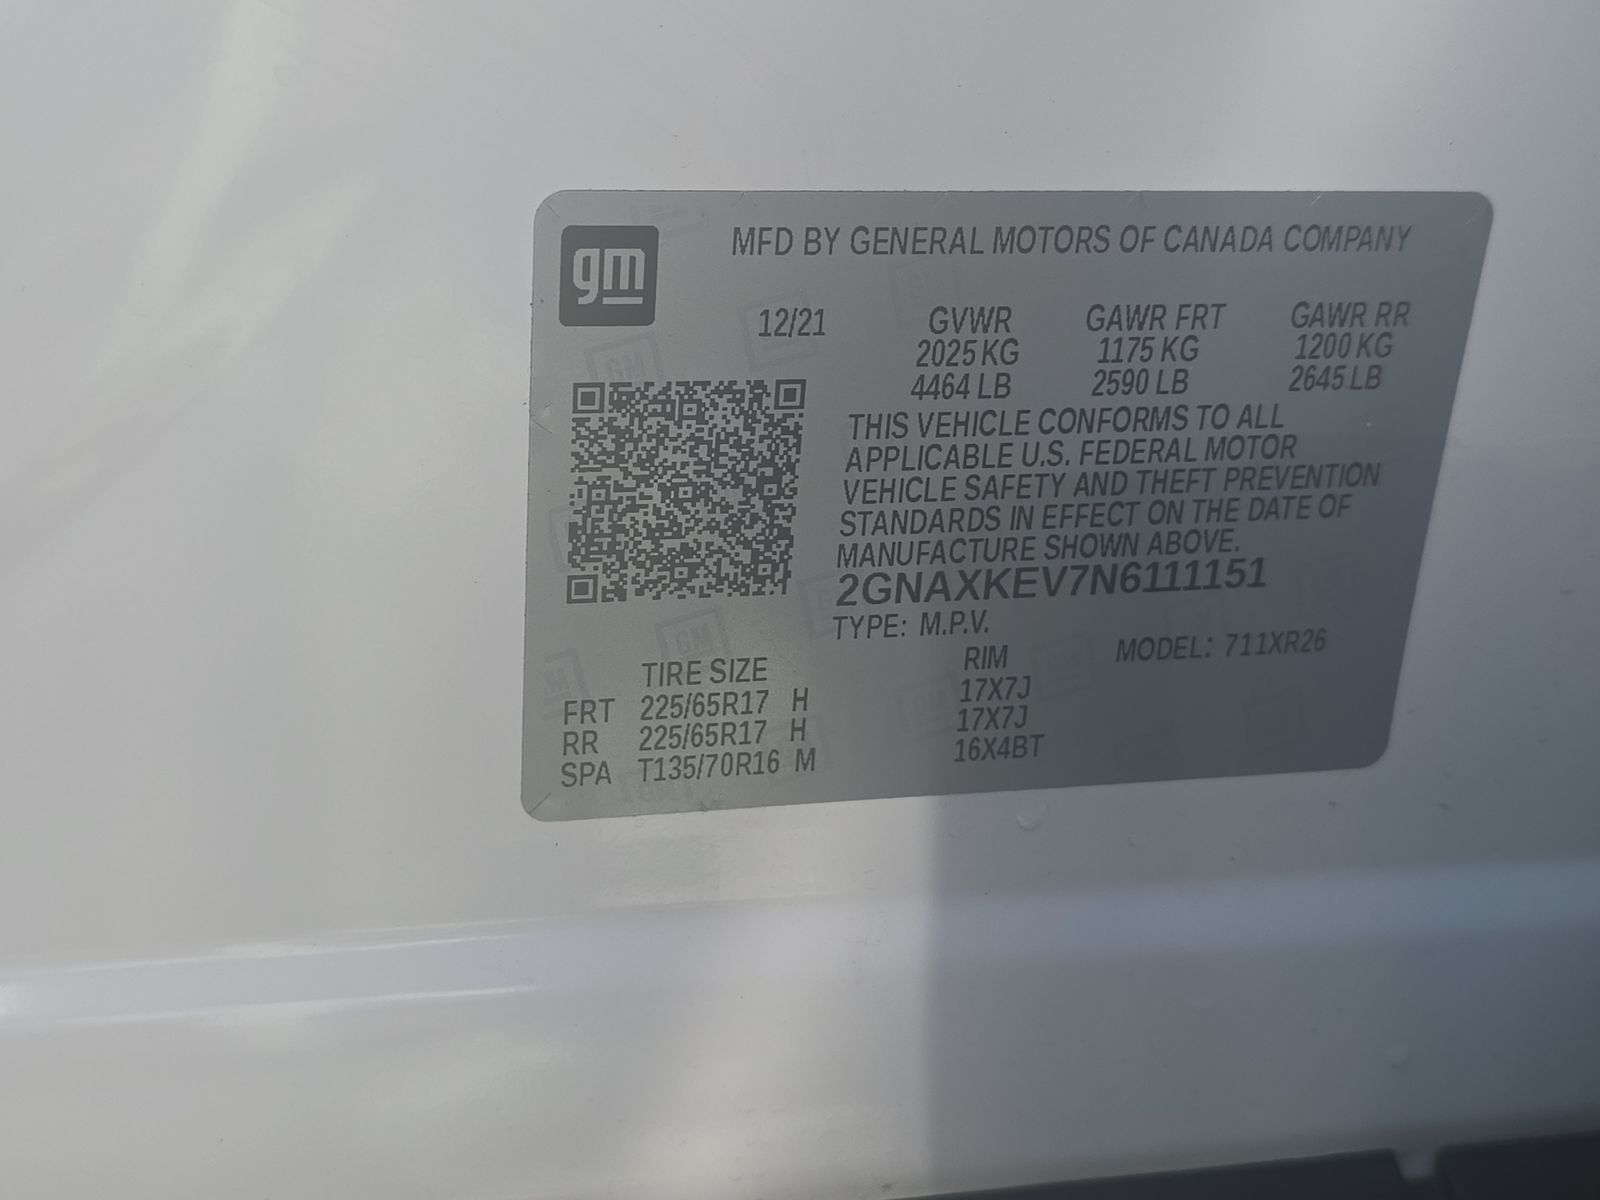 gm
MFD BY GENERAL MOTORS OF CANADA COMPANY
12/21 GVWR GAWR FRT GAWR RR
2025 KG 1175 KG 1200 KG
4464 LB 2590 LB 2645 LB
THIS VEHICLE CONFORMS TO ALL
APPLICABLE U.S. FEDERAL MOTOR
VEHICLE SAFETY AND THEFT PREVENTION
STANDARDS IN EFFECT ON THE DATE OF
MANUFACTURE SHOWN ABOVE.
2GNAXKEV7N6111151
TYPE: M.P.V.
MODEL: 711XR26
TIRE SIZE RIM
FRT 225/65R17 H 17X7J
RR 225/65R17 H 17X7J
SPA T135/70R16 M 16X4BT